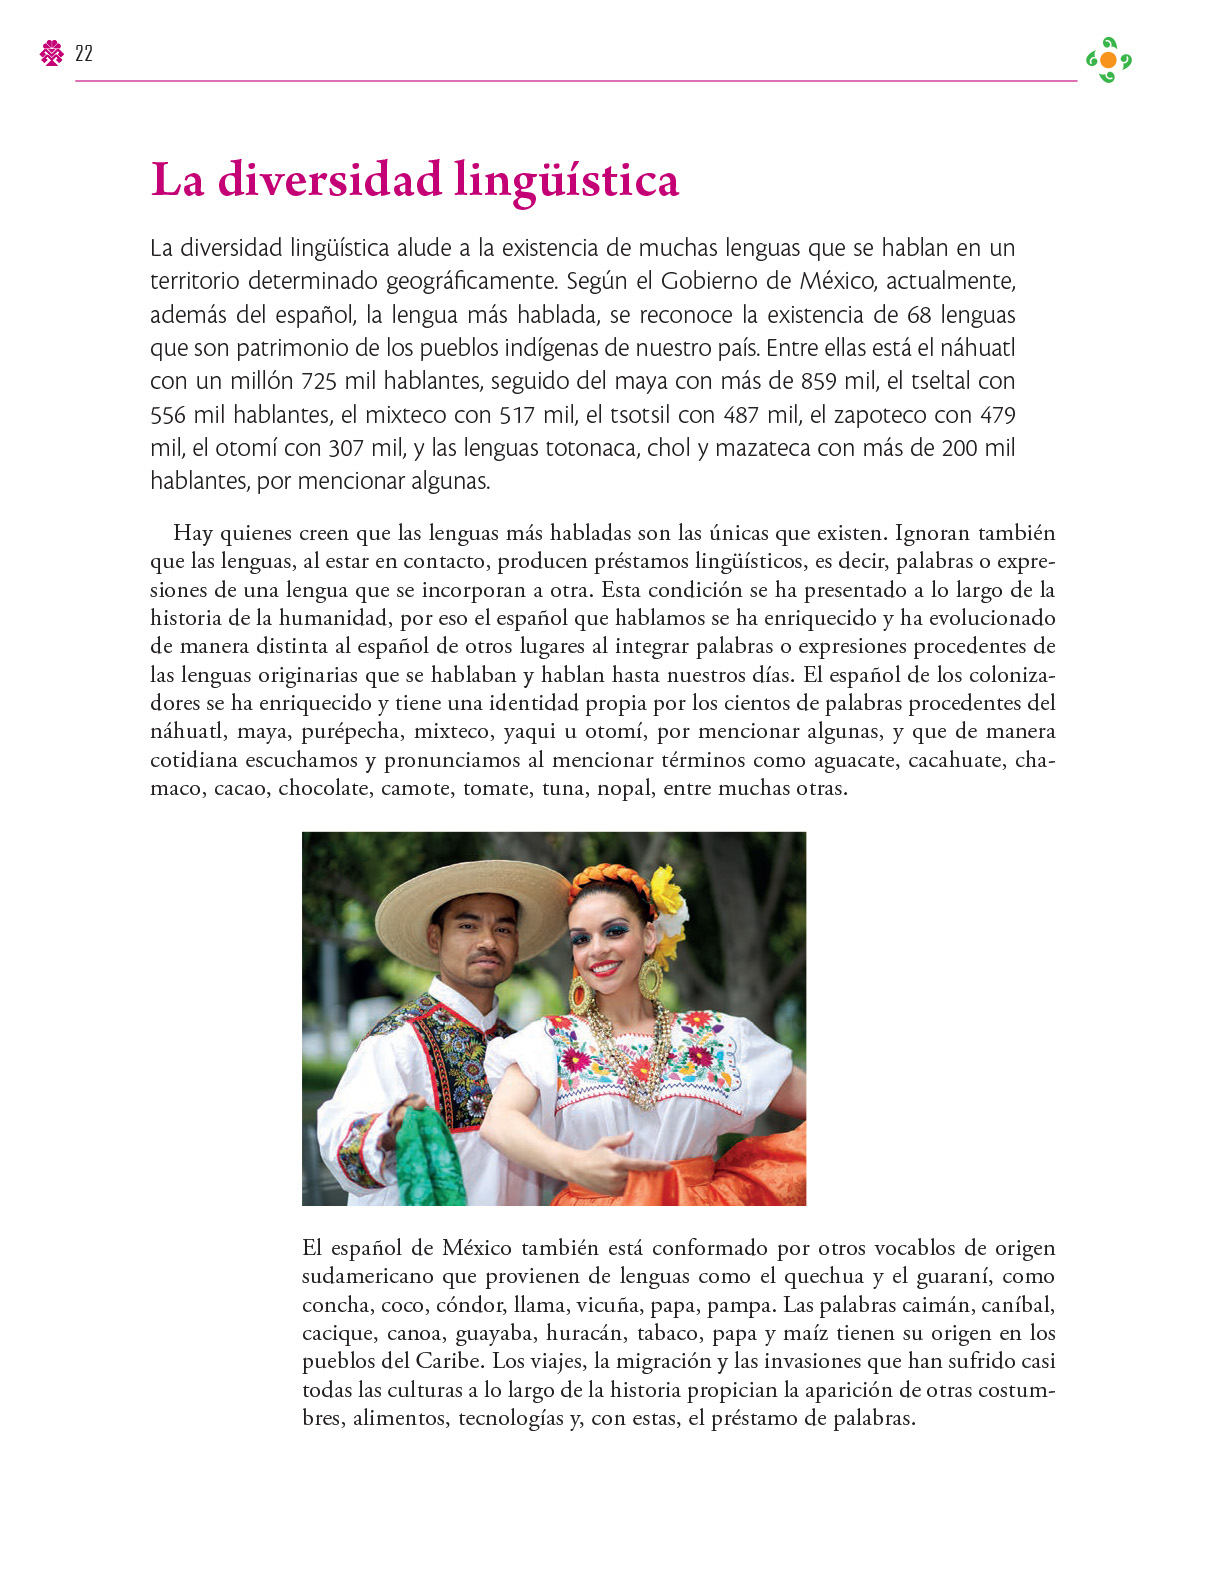 22
La diversidad lingüística
La diversidad lingüística alude a la existencia de muchas lenguas que se hablan en un
territorio determinado geográficamente. Según el Gobierno de México, actualmente,
además del español, la lengua más hablada, se reconoce la existencia de 68 lenguas
que son patrimonio de los pueblos indígenas de nuestro país. Entre ellas está el náhuatl
con un millón 725 mil hablantes, seguido del maya con más de 859 mil, el tseltal con
556 mil hablantes, el mixteco con 517 mil, el tsotsil con 487 mil, el zapoteco con 479
mil, el otomí con 307 mil, y las lenguas totonaca, chol y mazateca con más de 200 mil
hablantes, por mencionar algunas.
Hay quienes creen que las lenguas más habladas son las únicas que existen. Ignoran también
que las lenguas, al estar en contacto, producen préstamos lingüísticos, es decir, palabras o expre-
siones de una lengua que se incorporan a otra. Esta condición se ha presentado a lo largo de la
historia de la humanidad, por eso el español que hablamos se ha enriquecido y ha evolucionado
de manera distinta al español de otros lugares al integrar palabras o expresiones procedentes de
las lenguas originarias que se hablaban y hablan hasta nuestros días. El español de los coloniza-
dores se ha enriquecido y tiene una identidad propia por los cientos de palabras procedentes del
náhuatl, maya, purépecha, mixteco, yaqui u otomí, por mencionar algunas, y que de manera
cotidiana escuchamos y pronunciamos al mencionar términos como aguacate, cacahuate, cha-
maco, cacao, chocolate, camote, tomate, tuna, nopal, entre muchas otras.
El español de México también está conformado por otros vocablos de origen
sudamericano que provienen de lenguas como el quechua y el guaraní, como
concha, coco, cóndor, llama, vicuña, papa, pampa. Las palabras caimán, caníbal,
cacique, canoa, guayaba, huracán, tabaco, papa y maíz tienen su origen en los
pueblos del Caribe. Los viajes, la migración y las invasiones que han sufrido casi
todas las culturas a lo largo de la historia propician la aparición de otras costum-
bres, alimentos, tecnologías y, con estas, el préstamo de palabras.